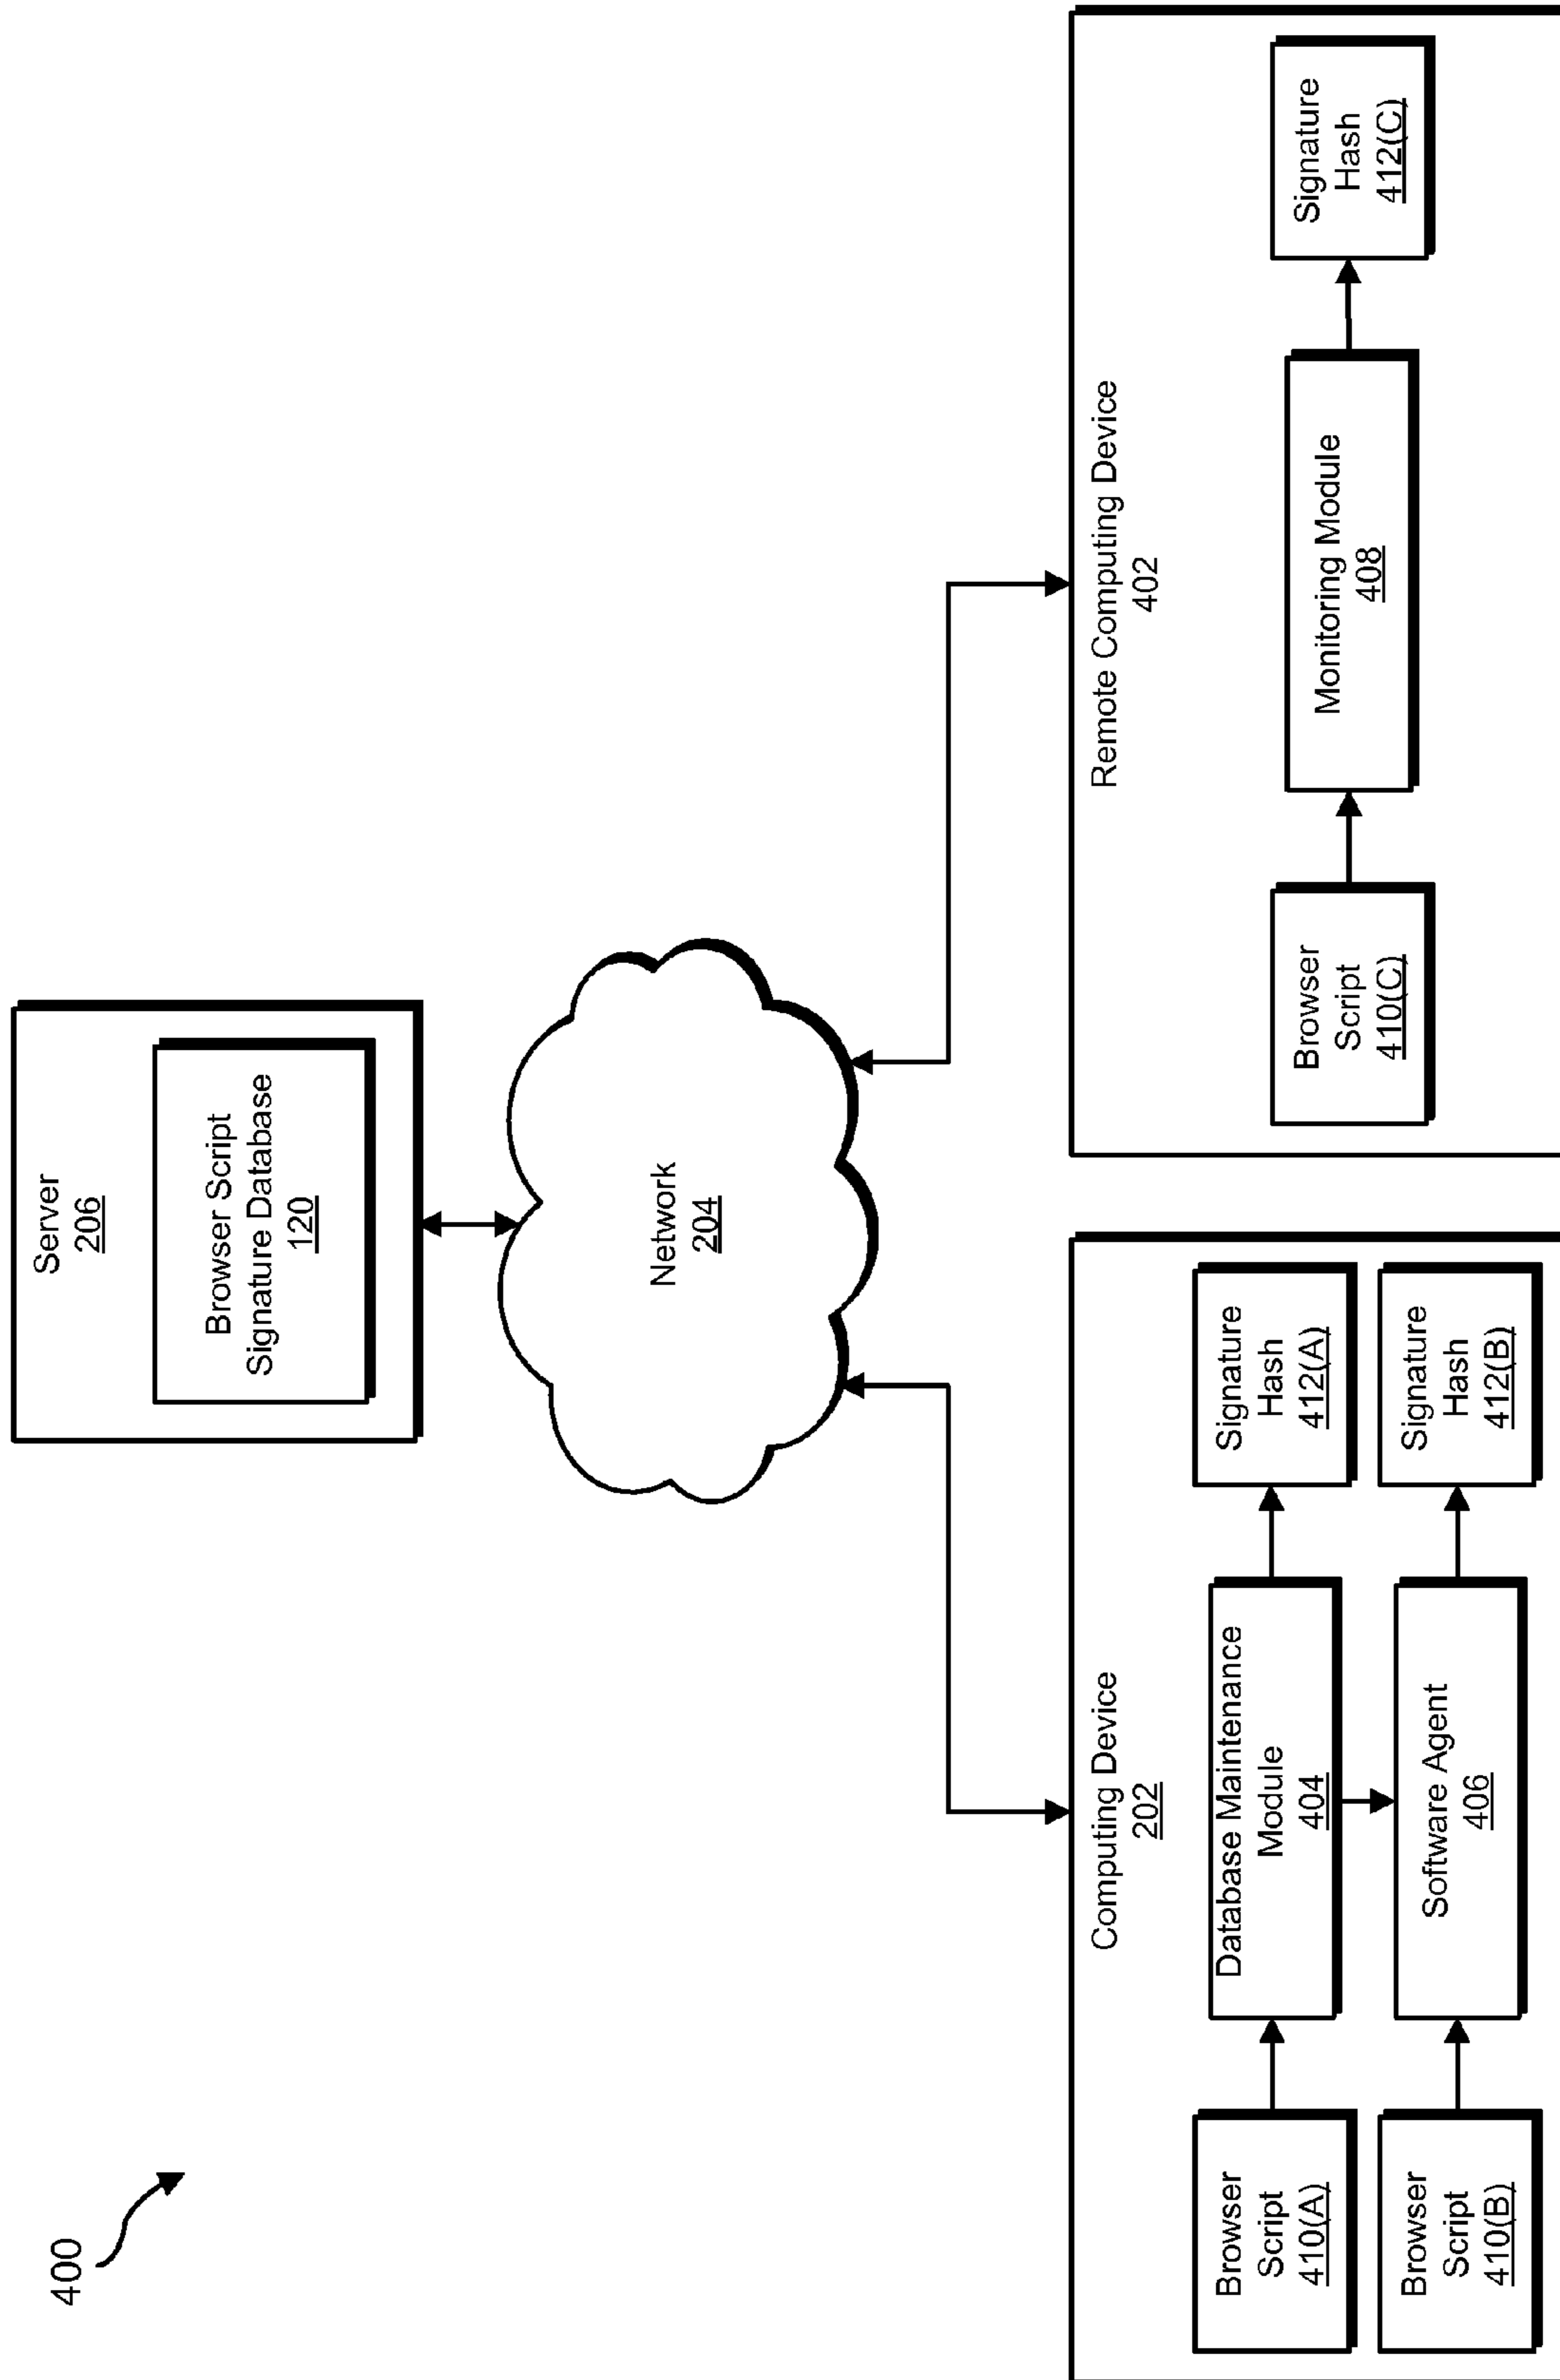 400
Server
206
Browser Script
Signature Database
120
Network
204
Computing Device
202
Browser
Script
410(A)
Database Maintenance
Module
404
Signature
Hash
412(A)
Browser
Script
410(B)
Software Agent
406
Signature
Hash
412(B)
Remote Computing Device
402
Browser
Script
410(C)
Monitoring Module
408
Signature
Hash
412(C)